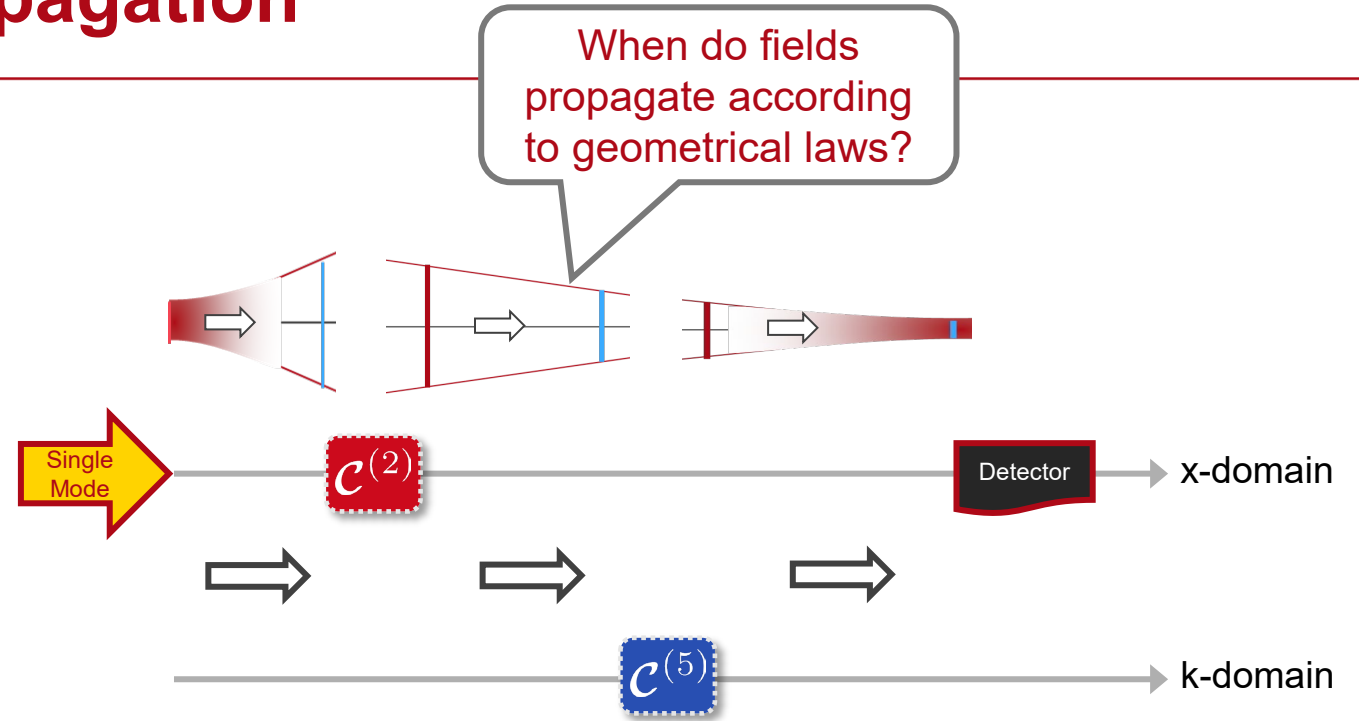 pagation
When do fields
propagate according
to geometrical laws?
Single
Mode
C^(2)
Detector
x-domain
C^(5)
k-domain